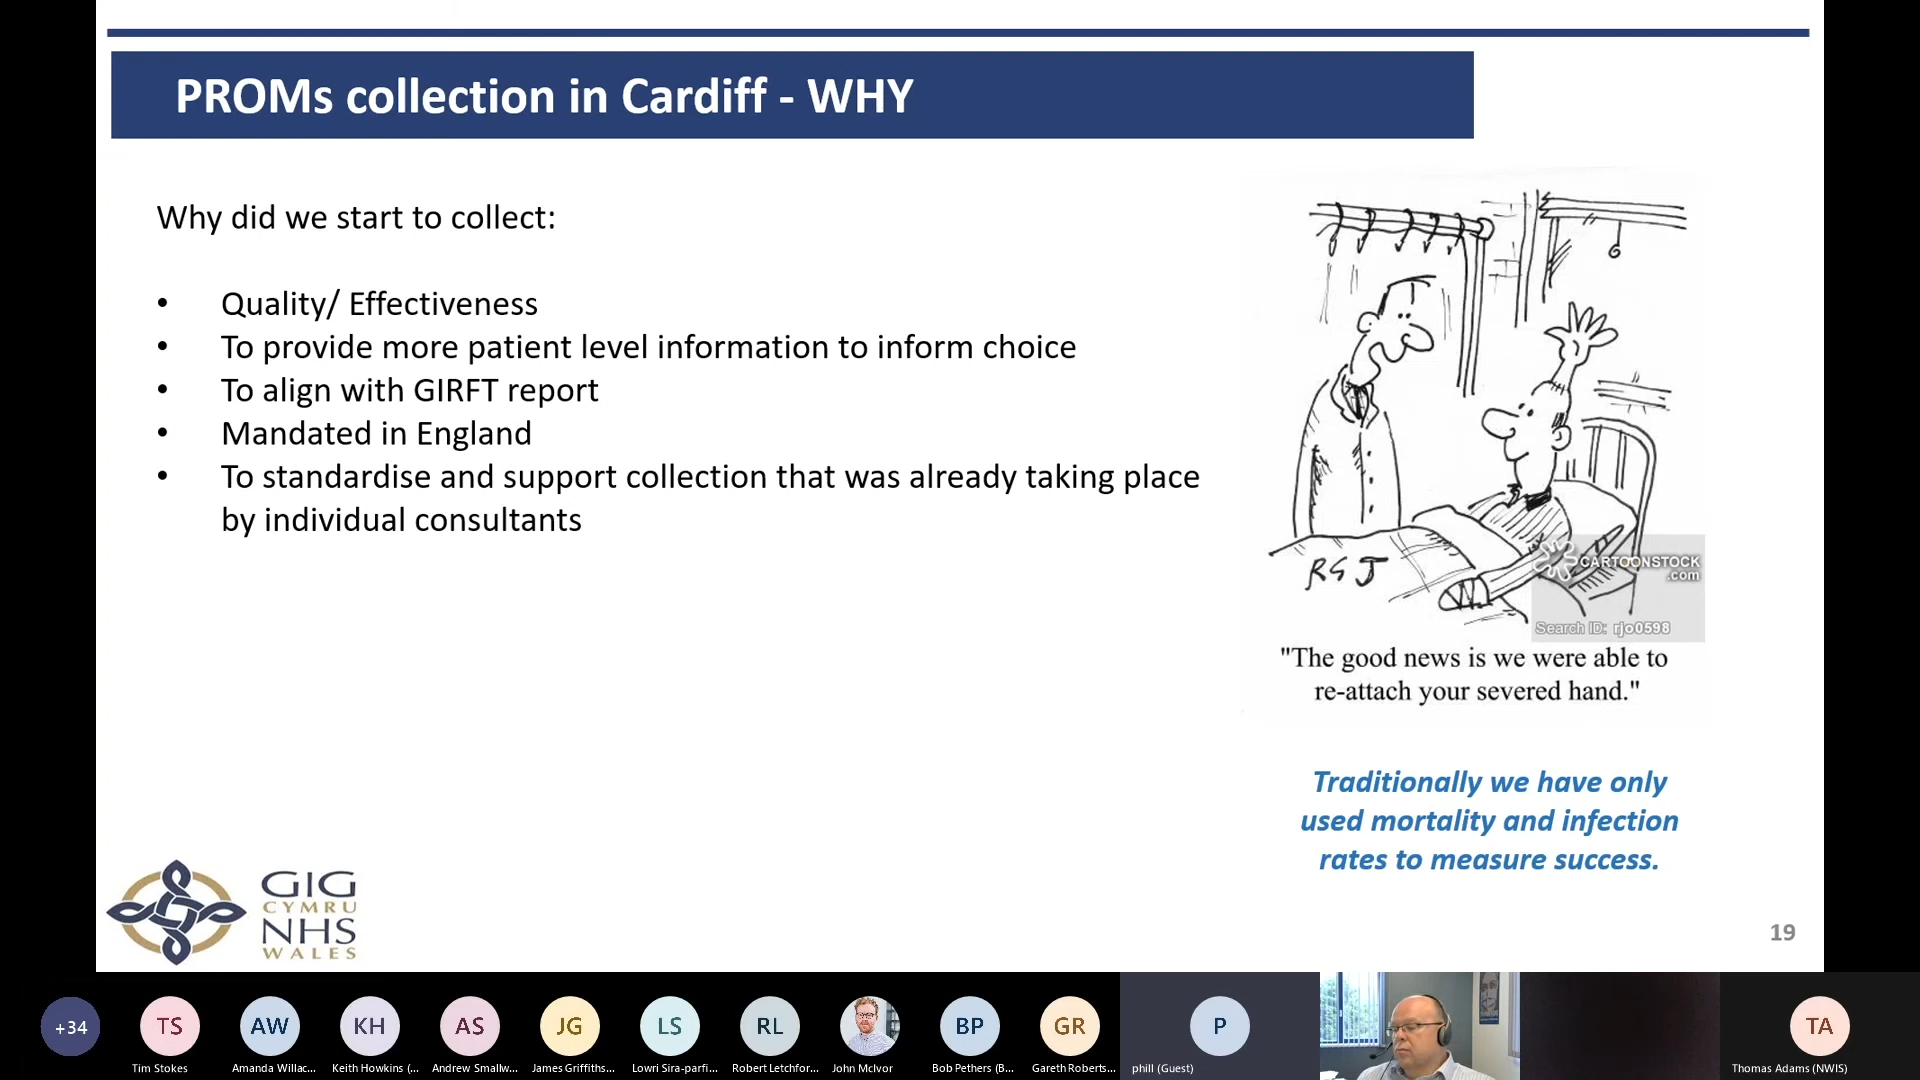 PROMs collection in Cardiff - WHY
Why did we start to collect:
• Quality/ Effectiveness
• To provide more patient level information to inform choice
• To align with GIRFT report
• Mandated in England
• To standardise and support collection that was already taking place
by individual consultants
RGJ
CARTOONSTOCK
.com
Search ID: rjo0598
"The good news is we were able to
re-attach your severed hand."
Traditionally we have only
used mortality and infection
rates to measure success.
GIG
CYMRU
NHS
WALES
19
+34
TS
AW
KH
AS
JG
LS
RL
BP
GR
P
TA
Tim Stokes
Amanda Willac...
Keith Howkins (...
Andrew Smallw...
James Griffiths...
Lowri Sira-parfi...
Robert Letchfor...
John McIvor
Bob Pethers (B...
Gareth Roberts...
phill (Guest)
Thomas Adams (NWIS)